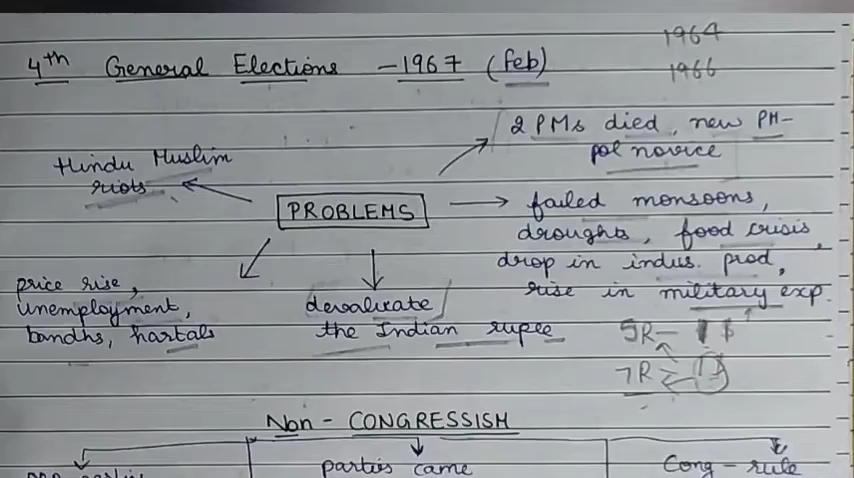 1964
4th General Elections - 1967 (Feb)
1966
2 PMs died, new PM-
pol novice
Hindu Muslim
riots.
PROBLEMS
failed monsoons,
droughts, food crisis,
drop in indus. prod,
rise in military exp.
price rise,
unemployment,
bandhs, hartals
devaluate
the Indian rupee
5R — 1 $
7R
Non - CONGRESSISM
parties came
Cong - rule